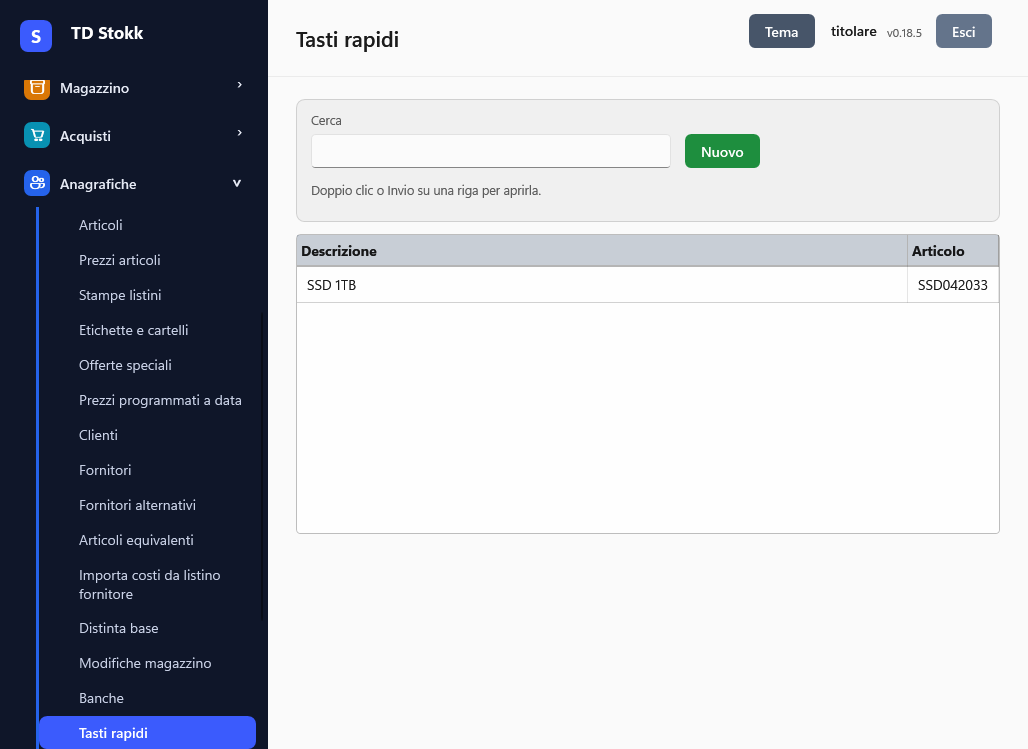 S
TD Stokk
Magazzino
Acquisti
Anagrafiche
Articoli
Prezzi articoli
Stampe listini
Etichette e cartelli
Offerte speciali
Prezzi programmati a data
Clienti
Fornitori
Fornitori alternativi
Articoli equivalenti
Importa costi da listino
fornitore
Distinta base
Modifiche magazzino
Banche
Tasti rapidi
Tasti rapidi
Tema
titolare
v0.18.5
Esci
Cerca
Nuovo
Doppio clic o Invio su una riga per aprirla.
Descrizione Articolo
SSD 1TB SSD042033